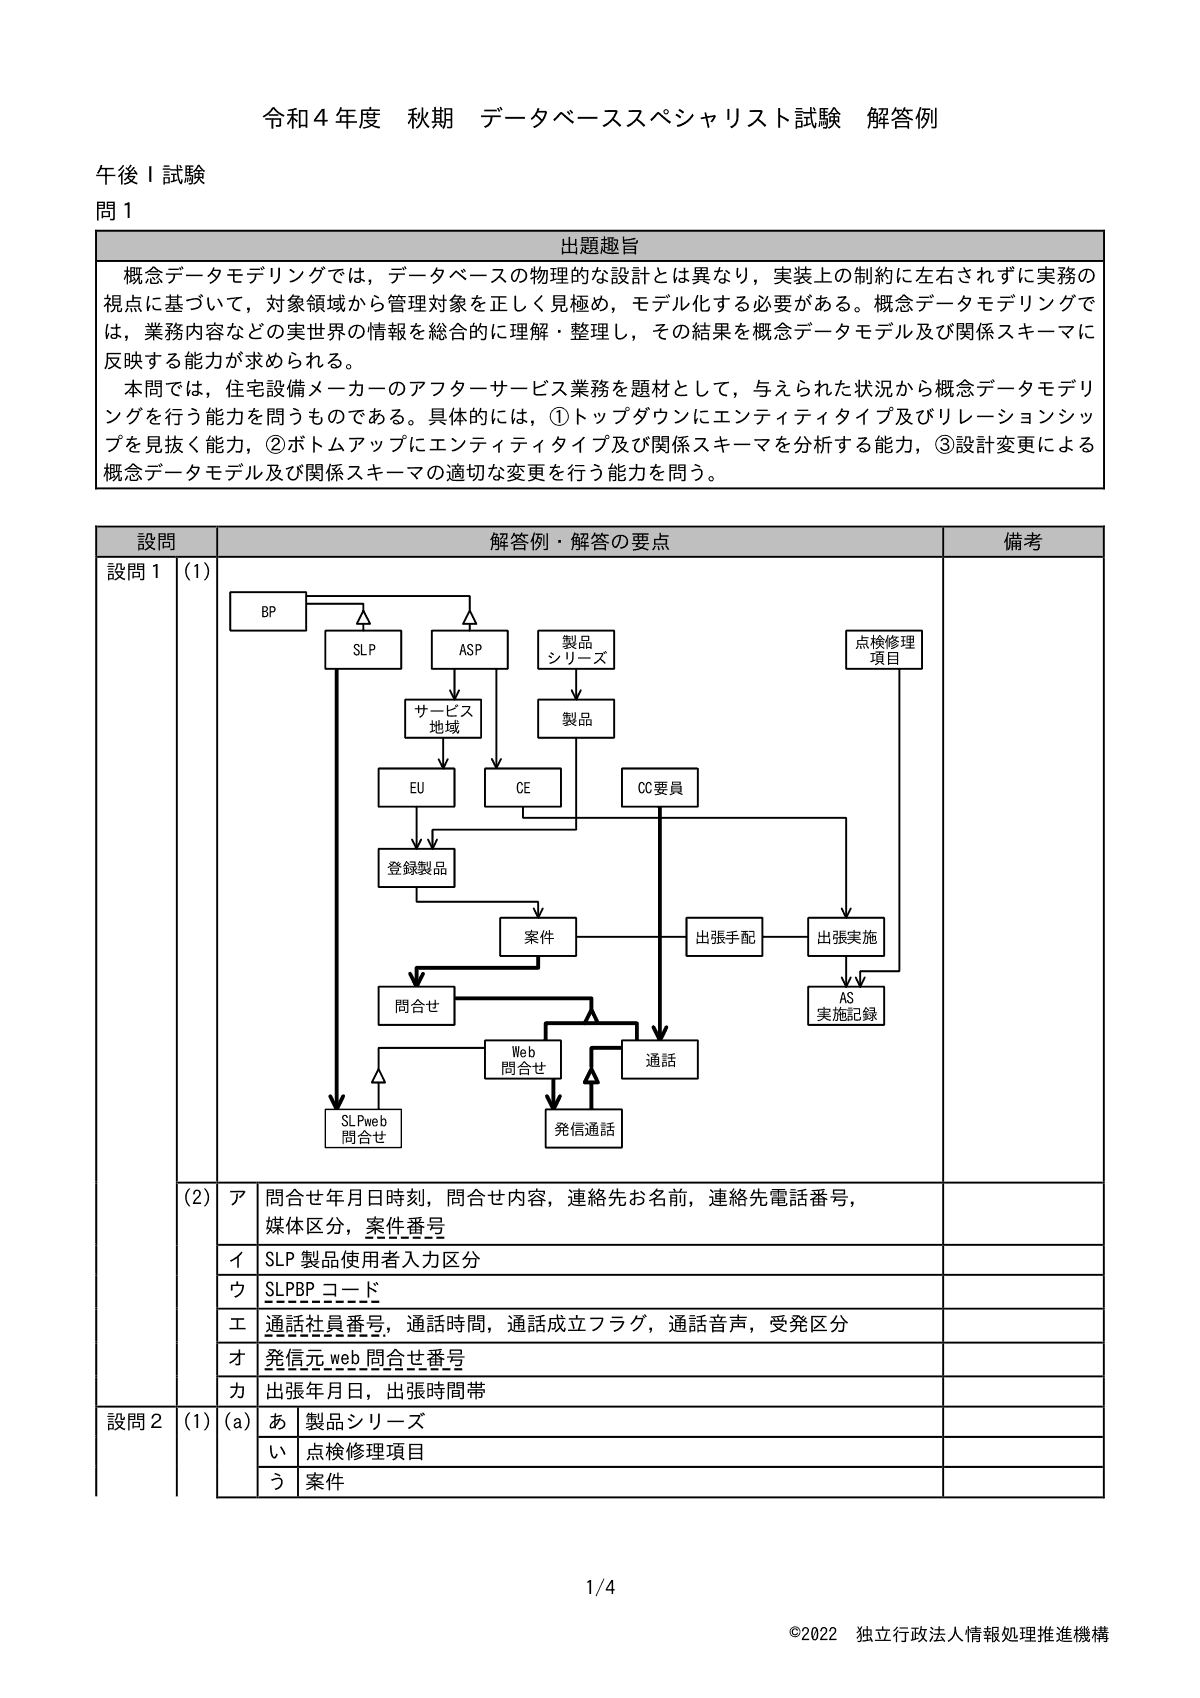 令和４年度　秋期　データベーススペシャリスト試験　解答例
午後Ⅰ試験
問１
出題趣旨
概念データモデリングでは，データベースの物理的な設計とは異なり，実装上の制約に左右されずに実務の
視点に基づいて，対象領域から管理対象を正しく見極め，モデル化する必要がある。概念データモデリングで
は，業務内容などの実世界の情報を総合的に理解・整理し，その結果を概念データモデル及び関係スキーマに
反映する能力が求められる。
本問では，住宅設備メーカーのアフターサービス業務を題材として，与えられた状況から概念データモデリ
ングを行う能力を問うものである。具体的には，①トップダウンにエンティティタイプ及びリレーションシッ
プを見抜く能力，②ボトムアップにエンティティタイプ及び関係スキーマを分析する能力，③設計変更による
概念データモデル及び関係スキーマの適切な変更を行う能力を問う。
設問　解答例・解答の要点　備考
設問１　(1)
BP
SLP　ASP　製品　点検修理
シリーズ　項目
サービス　製品
地域
EU　CE　CC要員
登録製品
案件　出張手配　出張実施
問合せ　AS
実施記録
Web　通話
問合せ
SLPweb　発信通話
問合せ
(2)　ア　問合せ年月日時刻，問合せ内容，連絡先お名前，連絡先電話番号，
媒体区分，案件番号
イ　SLP 製品使用者入力区分
ウ　SLPBP コード
エ　通話社員番号，通話時間，通話成立フラグ，通話音声，受発区分
オ　発信元 web 問合せ番号
カ　出張年月日，出張時間帯
設問２　(1)　(a)　あ　製品シリーズ
い　点検修理項目
う　案件
1/4
©2022　独立行政法人情報処理推進機構